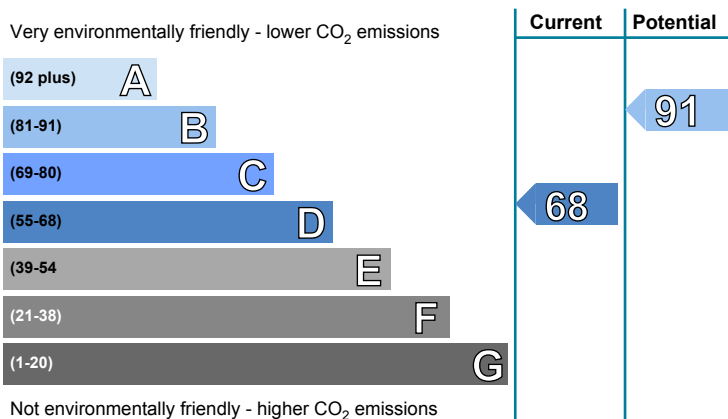 Current Potential
Very environmentally friendly - lower CO2 emissions
(92 plus) A
91
(81-91) B
(69-80) C
68
(55-68) D
(39-54 E
(21-38) F
(1-20) G
Not environmentally friendly - higher CO2 emissions